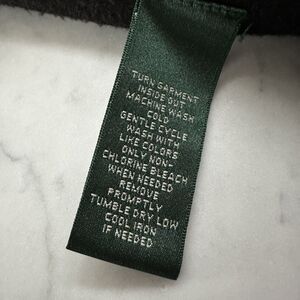 TURN GARMENT
INSIDE OUT
MACHINE WASH
COLD
GENTLE CYCLE
WASH WITH
LIKE COLORS
ONLY NON-
CHLORINE BLEACH
WHEN NEEDED
REMOVE
PROMPTLY
TUMBLE DRY LOW
COOL IRON
IF NEEDED